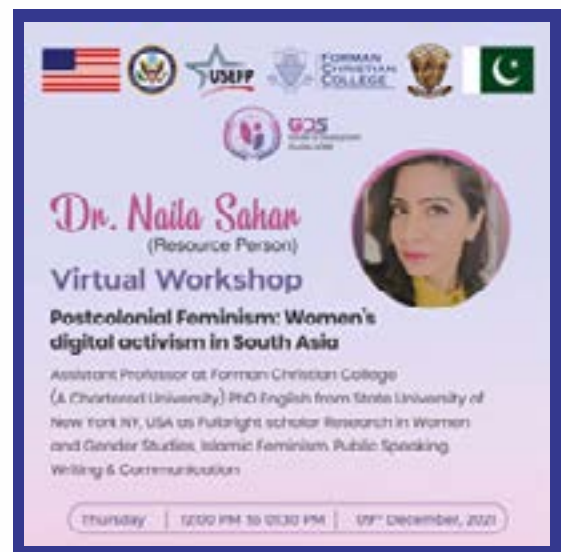 USEFP
FORMAN
CHRISTIAN
COLLEGE
GDS
Dr. Naila Sahar
(Resource Person)
Virtual Workshop
Postcolonial Feminism: Women's
digital activism in South Asia
Assistant Professor at Forman Christian College
(A Chartered University) PhD English from State University of
New York NY, USA as Fulbright scholar Research in Women
and Gender Studies, Islamic Feminism, Public Speaking
Writing & Communication
Thursday | 12:00 PM to 01:30 PM | 09th December, 2021